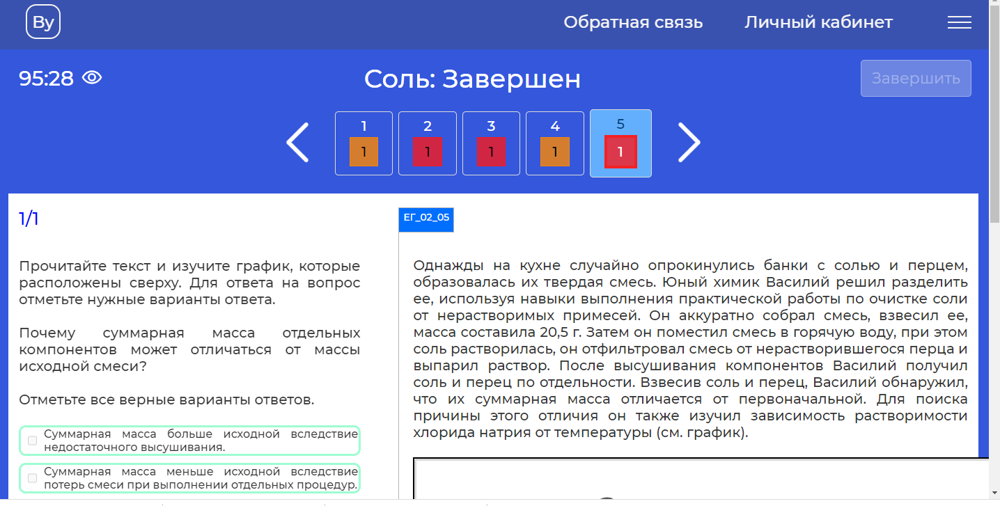 By
Обратная связь
Личный кабинет
95:28
Соль: Завершен
Завершить
1
2
3
4
5
1
1
1
1
1
1/1
Прочитайте текст и изучите график, которые
расположены сверху. Для ответа на вопрос
отметьте нужные варианты ответа.
Почему суммарная масса отдельных
компонентов может отличаться от массы
исходной смеси?
Отметьте все верные варианты ответов.
Суммарная масса больше исходной вследствие
недостаточного высушивания.
Суммарная масса меньше исходной вследствие
потерь смеси при выполнении отдельных процедур.
ЕГ_02_05
Однажды на кухне случайно опрокинулись банки с солью и перцем,
образовалась их твердая смесь. Юный химик Василий решил разделить
ее, используя навыки выполнения практической работы по очистке соли
от нерастворимых примесей. Он аккуратно собрал смесь, взвесил ее,
масса составила 20,5 г. Затем он поместил смесь в горячую воду, при этом
соль растворилась, он отфильтровал смесь от нерастворившегося перца и
выпарил раствор. После высушивания компонентов Василий получил
соль и перец по отдельности. Взвесив соль и перец, Василий обнаружил,
что их суммарная масса отличается от первоначальной. Для поиска
причины этого отличия он также изучил зависимость растворимости
хлорида натрия от температуры (см. график).